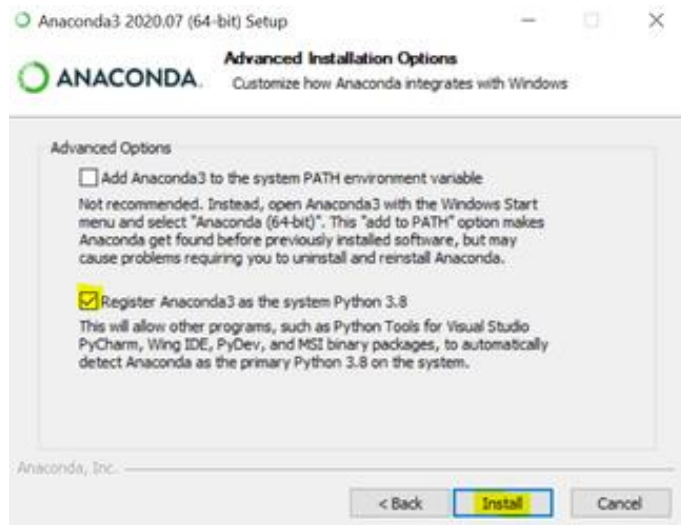 Anaconda3 2020.07 (64-bit) Setup
ANACONDA.
Advanced Installation Options
Customize how Anaconda integrates with Windows
Advanced Options
Add Anaconda3 to the system PATH environment variable
Not recommended. Instead, open Anaconda3 with the Windows Start
menu and select "Anaconda (64-bit)". This "add to PATH" option makes
Anaconda get found before previously installed software, but may
cause problems requiring you to uninstall and reinstall Anaconda.
Register Anaconda3 as the system Python 3.8
This will allow other programs, such as Python Tools for Visual Studio
PyCharm, Wing IDE, PyDev, and MSI binary packages, to automatically
detect Anaconda as the primary Python 3.8 on the system.
Anaconda, Inc.
< Back
Install
Cancel